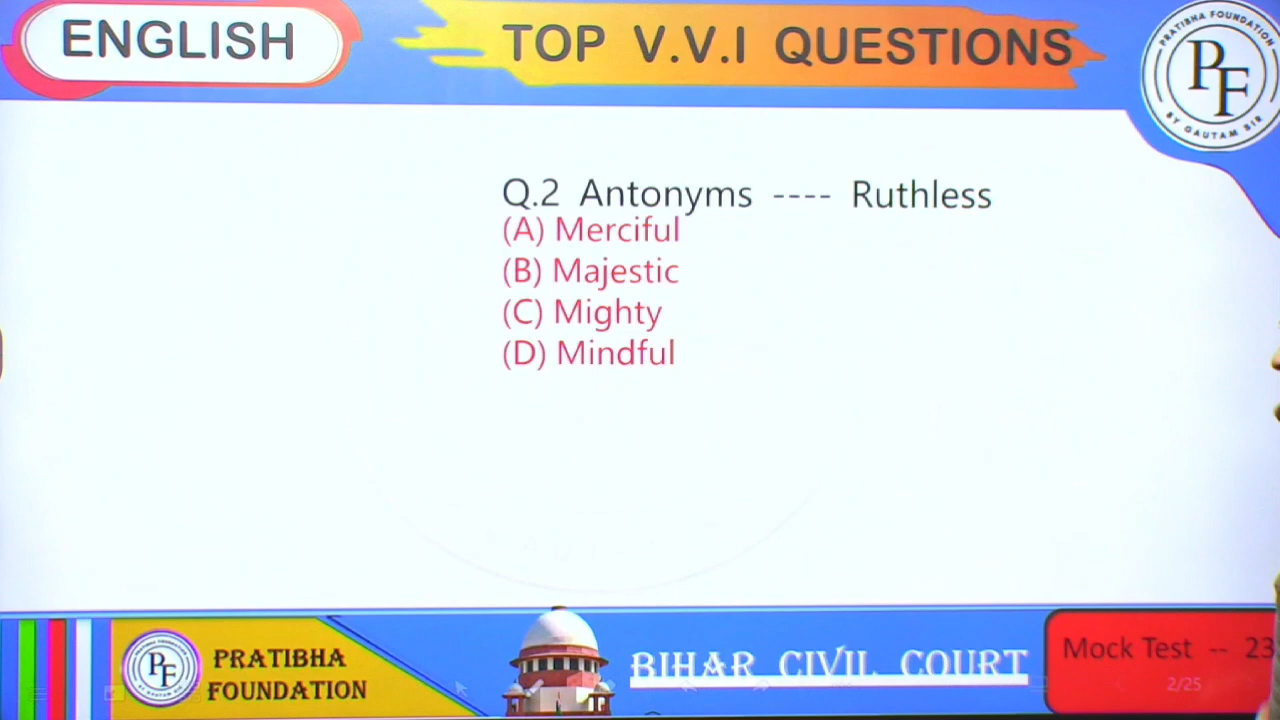 ENGLISH
TOP V.V.I QUESTIONS
PRATIBHA FOUNDATION
PF
BY GAUTAM SIR
Q.2 Antonyms ---- Ruthless
(A) Merciful
(B) Majestic
(C) Mighty
(D) Mindful
PF
PRATIBHA
FOUNDATION
BIHAR CIVIL COURT
Mock Test -- 23
2/25